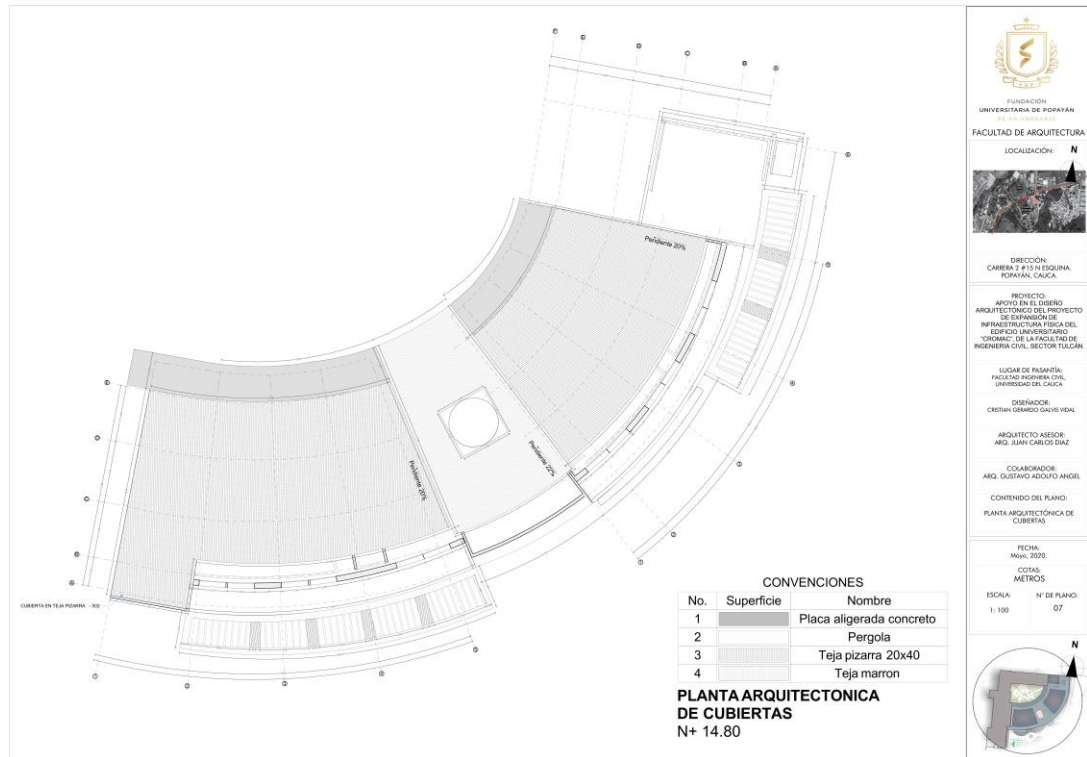 FUNDACIÓN
UNIVERSITARIA DE POPAYÁN
FACULTAD DE ARQUITECTURA
LOCALIZACIÓN:
N
DIRECCIÓN:
CARRERA 2 #15 N ESQUINA.
POPAYÁN, CAUCA.
PROYECTO:
APOYO EN EL DISEÑO
ARQUITECTÓNICO DEL PROYECTO
DE EXPANSIÓN DE
INFRAESTRUCTURA FÍSICA DEL
EDIFICIO UNIVERSITARIO
"CROMAC", DE LA FACULTAD DE
INGENIERIA CIVIL, SECTOR TULCÁN
LUGAR DE PASANTÍA:
FACULTAD INGENIERA CIVIL,
UNIVERSIDAD DEL CAUCA
DISEÑADOR:
CRISTIAN GERARDO GALVIS VIDAL
ARQUITECTO ASESOR:
ARQ. JUAN CARLOS DIAZ
COLABORADOR:
ARQ. GUSTAVO ADOLFO ANGEL
CONTENIDO DEL PLANO:
PLANTA ARQUITECTÓNICA DE
CUBIERTAS
FECHA:
Mayo, 2020.
COTAS:
METROS
ESCALA:
N° DE PLANO:
1: 100
07
N
Pendiente 20%
Pendiente 22%
Pendiente 20%
CUBIERTA EN TEJA PIZARRA - 302
CONVENCIONES
No. Superficie Nombre
1 Placa aligerada concreto
2 Pergola
3 Teja pizarra 20x40
4 Teja marron
PLANTA ARQUITECTONICA
DE CUBIERTAS
N+ 14.80